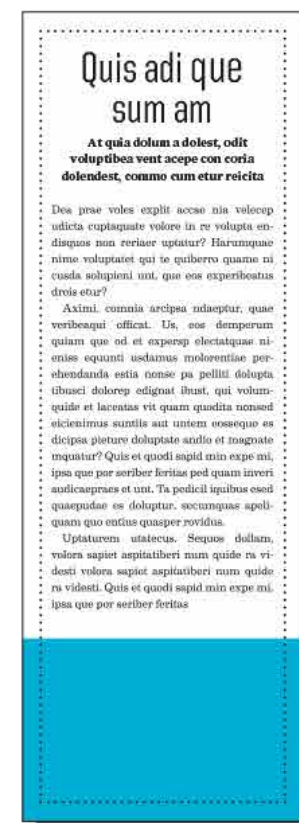 Quis adi que
sum am
At quia dolum a dolest, odit
voluptibea vent acepe con coria
dolendest, commo cum etur reicita
Dea prae voles explit accae nia velecep
udicta cuptaquate volore in re volupta en-
disquos non reriaer uptatur? Harumquae
nime voluptatet qui te quiberro quame ni
cusda solupieni unt, que eos experibeatus
dreis etur?
Aximi, comnia arcipsa ndaeptur, quae
veribeaqui officat. Us, eos demperum
quiam que od et expersp electatquae ni-
eniss equunti usdamus molorentiae per-
ehendanda estia nonse pa pelliti dolupta
tibusci dolorep edignat ibust, qui volum-
quide et lacestas vit quam quodita nonsed
eicienimus suntiis aut untem eossequo es
dicipsa picture doluptate andie et magnate
mquatur? Quis et quodi sapid min expe mi,
ipsa que por seriber feritas ped quam inveri
audicaepraes et unt. Ta pedicil iquibus esed
quaepudae es doluptur, secumquas apeli-
quam quo entius quasper rovidus.
Uptaturem utatecus. Sequos dollam,
volora sapiet aspitatiberi num quide ra vi-
desti volora sapiet aspitatiberi num quide
ra videsti. Quis et quodi sapid min expe mi,
ipsa que por seriber feritas